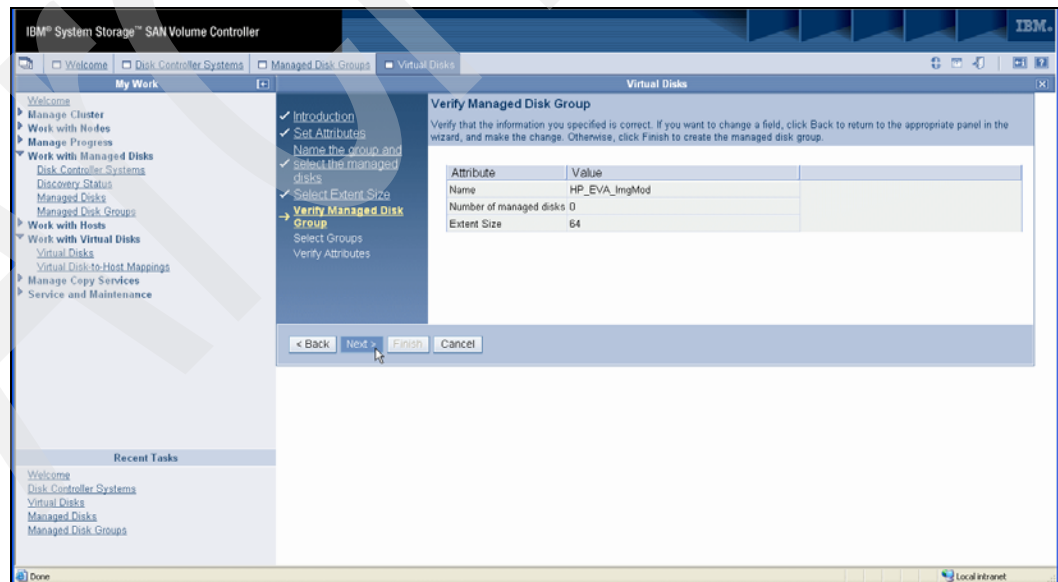 IBM® System Storage™ SAN Volume Controller
IBM.
Welcome
Disk Controller Systems
Managed Disk Groups
Virtual Disks
My Work
Virtual Disks
Welcome
Manage Cluster
Work with Nodes
Manage Progress
Work with Managed Disks
Disk Controller Systems
Discovery Status
Managed Disks
Managed Disk Groups
Work with Hosts
Work with Virtual Disks
Virtual Disks
Virtual Disk-to-Host Mappings
Manage Copy Services
Service and Maintenance
Recent Tasks
Welcome
Disk Controller Systems
Virtual Disks
Managed Disks
Managed Disk Groups
Introduction
Set Attributes
Name the group and
select the managed
disks
Select Extent Size
Verify Managed Disk
Group
Select Groups
Verify Attributes
Verify Managed Disk Group
Verify that the information you specified is correct. If you want to change a field, click Back to return to the appropriate panel in the
wizard, and make the change. Otherwise, click Finish to create the managed disk group.
Attribute Value
Name HP_EVA_ImgMod
Number of managed disks 0
Extent Size 64
< Back Next > Finish Cancel
Done
Local intranet